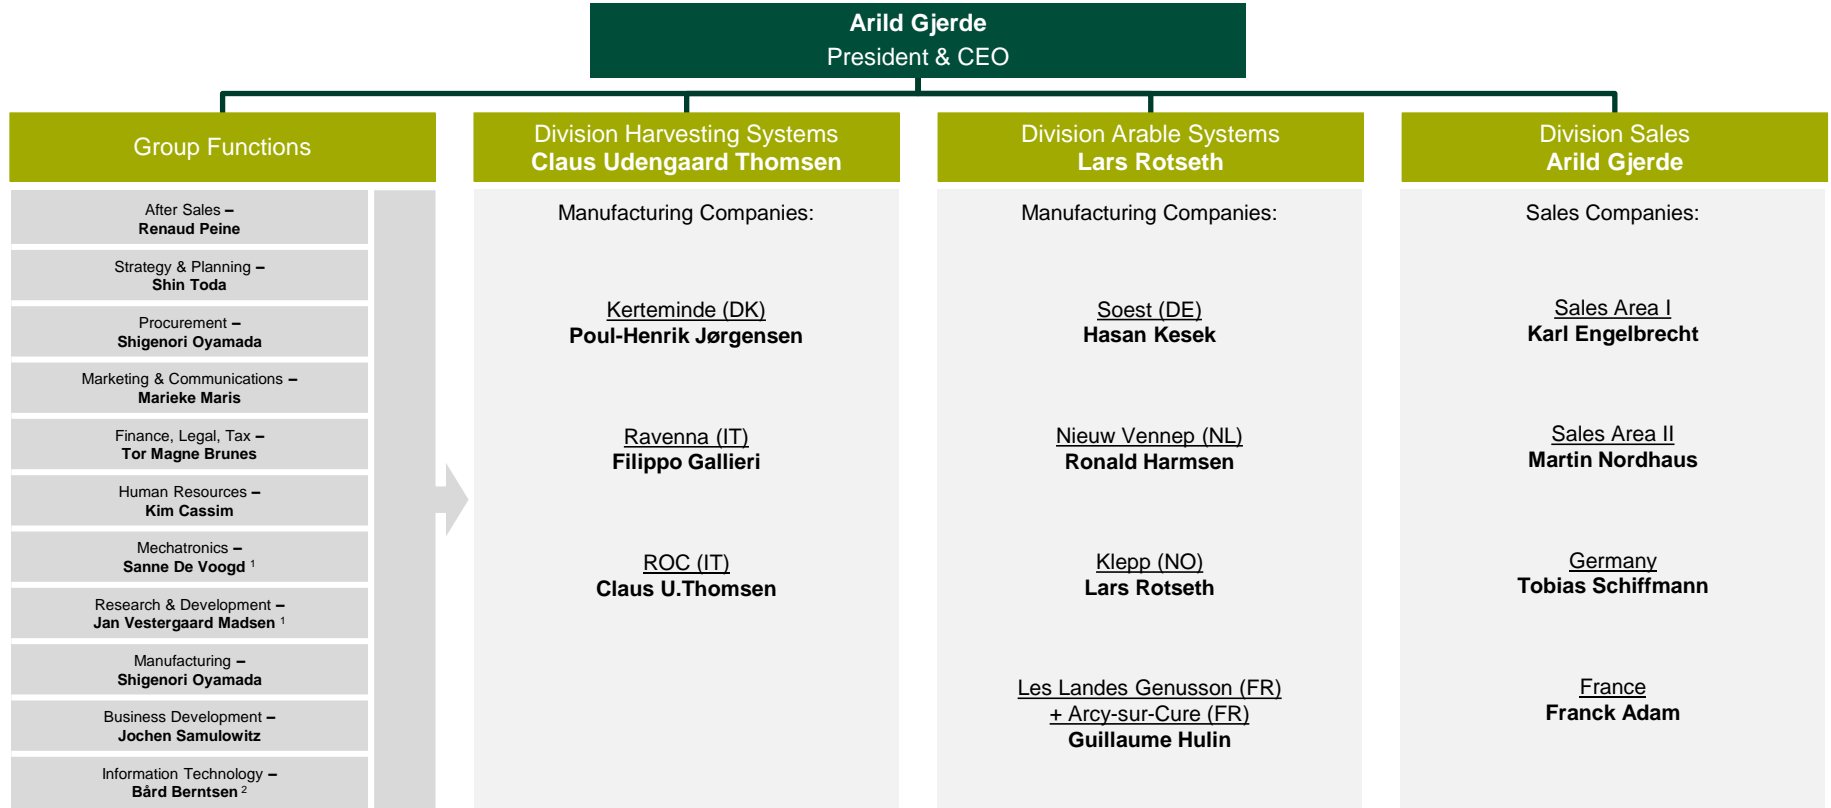 Arild Gjerde
President & CEO
Group Functions
After Sales –
Renaud Peine
Strategy & Planning –
Shin Toda
Procurement –
Shigenori Oyamada
Marketing & Communications –
Marieke Maris
Finance, Legal, Tax –
Tor Magne Brunes
Human Resources –
Kim Cassim
Mechatronics –
Sanne De Voogd ¹
Research & Development –
Jan Vestergaard Madsen ¹
Manufacturing –
Shigenori Oyamada
Business Development –
Jochen Samulowitz
Information Technology –
Bård Berntsen ²
Division Harvesting Systems
Claus Udengaard Thomsen
Manufacturing Companies:
Kerteminde (DK)
Poul-Henrik Jørgensen
Ravenna (IT)
Filippo Gallieri
ROC (IT)
Claus U.Thomsen
Division Arable Systems
Lars Rotseth
Manufacturing Companies:
Soest (DE)
Hasan Kesek
Nieuw Vennep (NL)
Ronald Harmsen
Klepp (NO)
Lars Rotseth
Les Landes Genusson (FR)
+ Arcy-sur-Cure (FR)
Guillaume Hulin
Division Sales
Arild Gjerde
Sales Companies:
Sales Area I
Karl Engelbrecht
Sales Area II
Martin Nordhaus
Germany
Tobias Schiffmann
France
Franck Adam